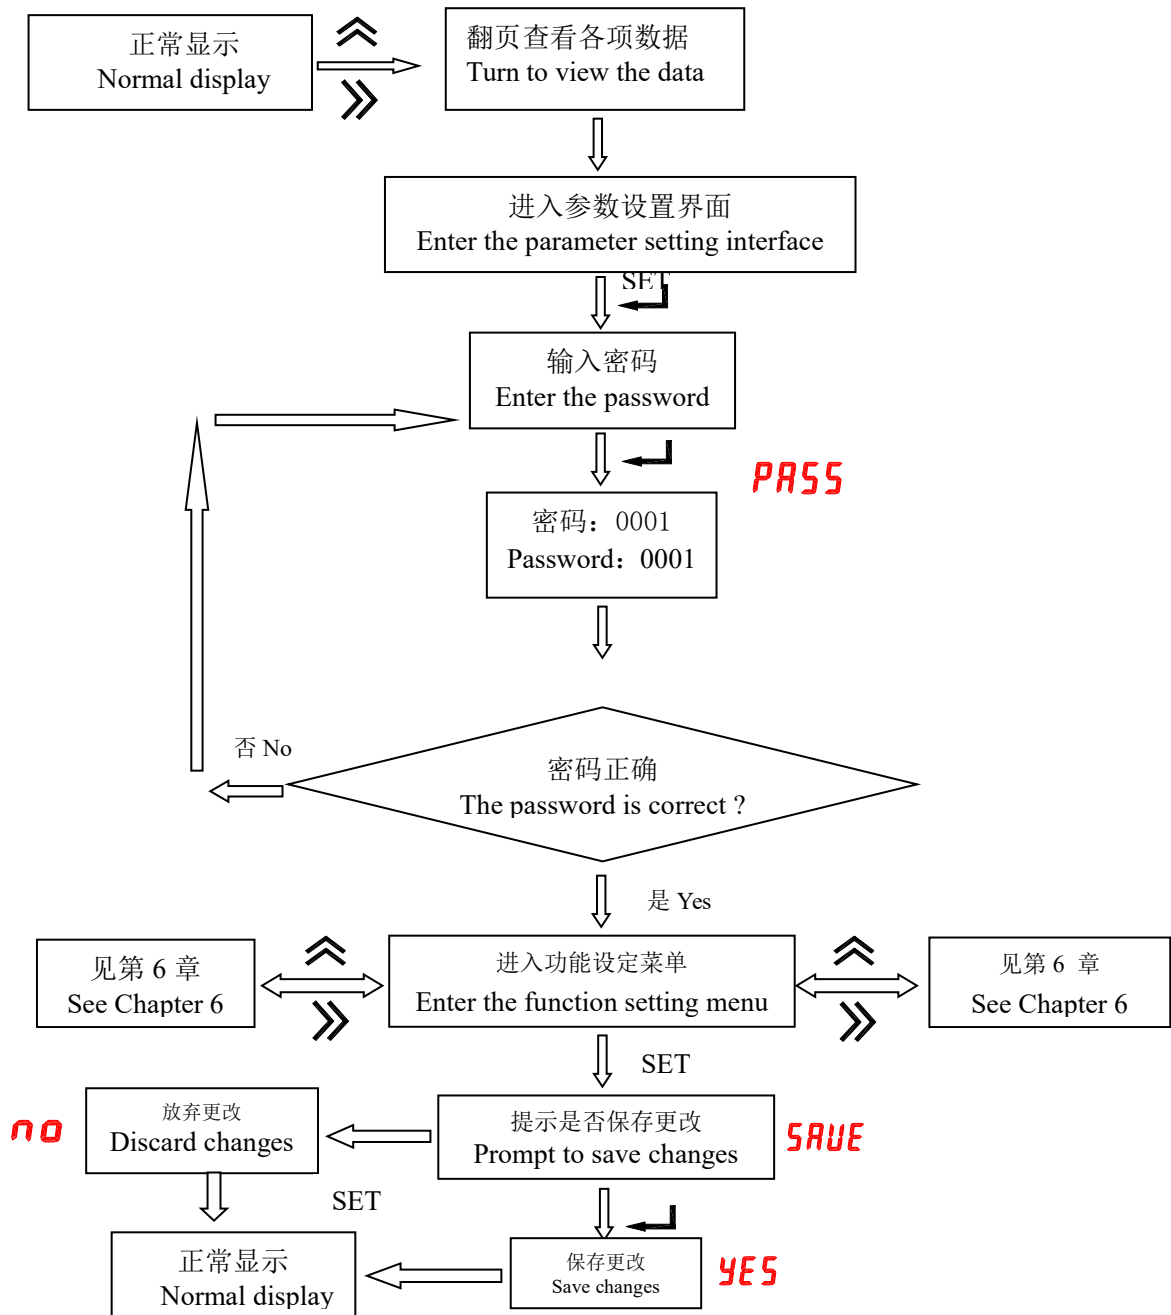 正常显示
Normal display
翻页查看各项数据
Turn to view the data
进入参数设置界面
Enter the parameter setting interface
SET
输入密码
Enter the password
PASS
密码：0001
Password：0001
否 No
密码正确
The password is correct ?
是 Yes
见第 6 章
See Chapter 6
进入功能设定菜单
Enter the function setting menu
见第 6 章
See Chapter 6
SET
no
放弃更改
Discard changes
提示是否保存更改
Prompt to save changes
SAVE
SET
正常显示
Normal display
保存更改
Save changes
YES